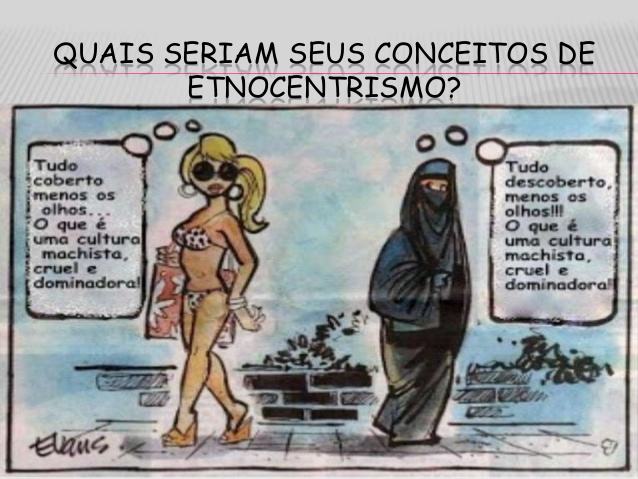 QUAIS SERIAM SEUS CONCEITOS DE
ETNOCENTRISMO?
Tudo
coberto
menos os
olhos...
O que é
uma cultura
machista,
cruel e
dominadora!
Tudo
descoberto,
menos os
olhos!!!
O que é
uma cultura
machista,
cruel e
dominadora!!
Evans